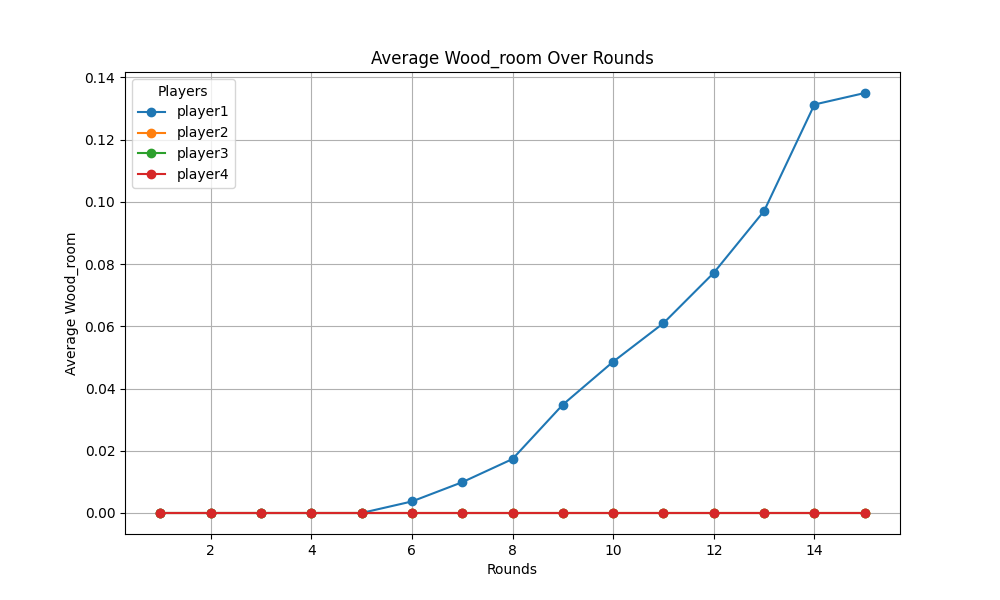 Average Wood_room Over Rounds
Players
player1
player2
player3
player4
Average Wood_room
0.14
0.12
0.10
0.08
0.06
0.04
0.02
0.00
2 4 6 8 10 12 14
Rounds